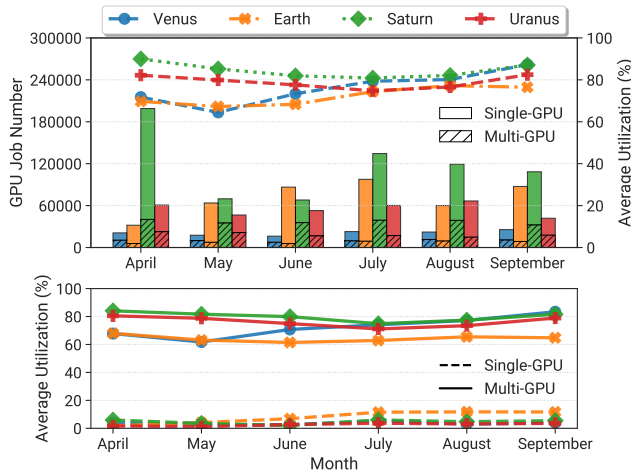 Venus Earth Saturn Uranus
300000 100
240000 80
Single-GPU
180000 60
Multi-GPU
120000 40
60000 20
0 0
April May June July August September
GPU Job Number
Average Utilization (%)
100
80
60
Single-GPU
40
Multi-GPU
20
0
April May June July August September
Average Utilization (%)
Month